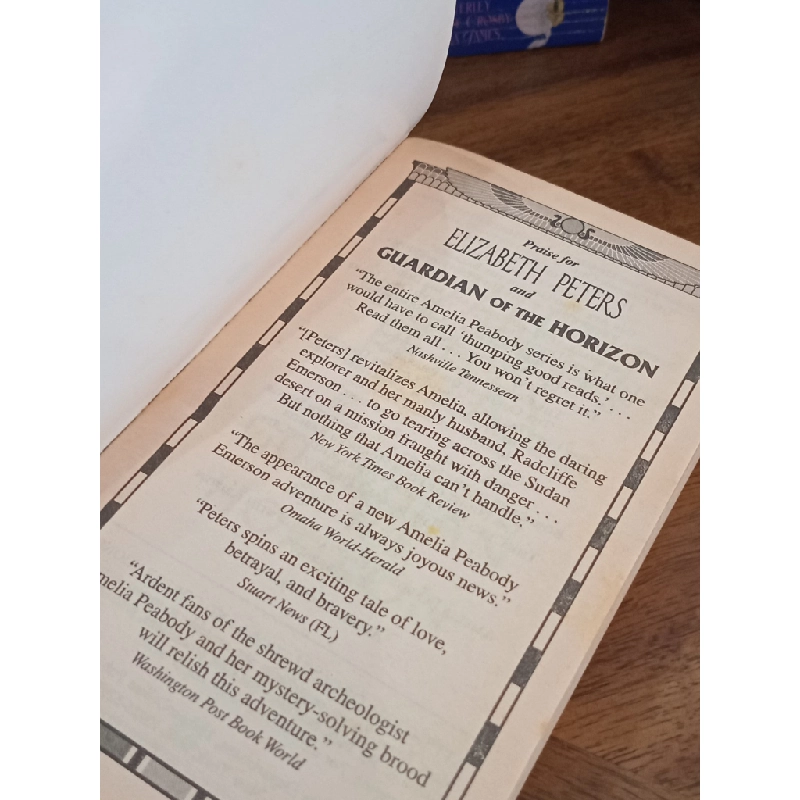 Praise for
ELIZABETH PETERS
and
GUARDIAN OF THE HORIZON
“The entire Amelia Peabody series is what one
would have to call ‘thumping good reads.’ . . .
Read them all . . . You won’t regret it.”
Nashville Tennessean
“[Peters] revitalizes Amelia, allowing the daring
explorer and her manly husband, Radcliffe
Emerson . . . to go tearing across the Sudan
desert on a mission fraught with danger . . .
But nothing that Amelia can’t handle.”
New York Times Book Review
“The appearance of a new Amelia Peabody
Emerson adventure is always joyous news.”
Omaha World-Herald
“Peters spins an exciting tale of love,
betrayal, and bravery.”
Stuart News (FL)
“Ardent fans of the shrewd archeologist
melia Peabody and her mystery-solving brood
will relish this adventure.”
Washington Post Book World